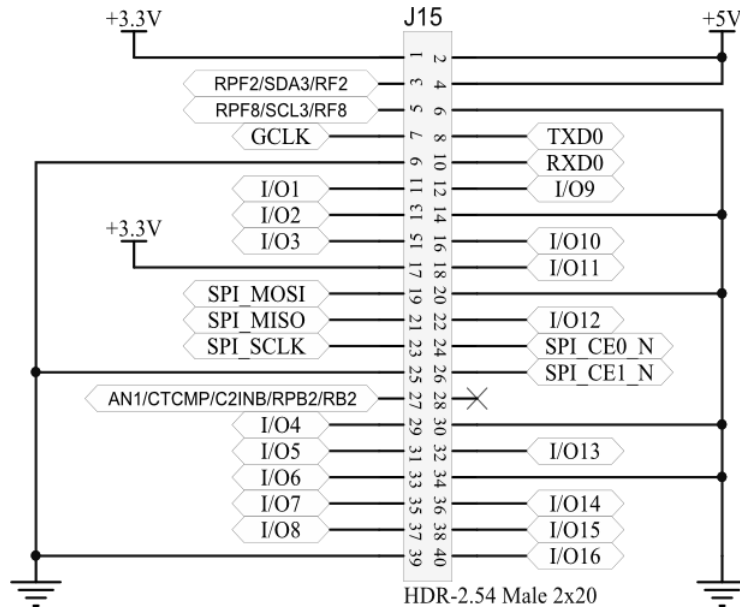 J15
+3.3V
+5V
1 2
RPF2/SDA3/RF2 3 4
RPF8/SCL3/RF8 5 6
GCLK 7 8 TXD0
9 10 RXD0
I/O1 11 12 I/O9
I/O2 13 14
+3.3V
I/O3 15 16 I/O10
17 18 I/O11
SPI_MOSI 19 20
SPI_MISO 21 22 I/O12
SPI_SCLK 23 24 SPI_CE0_N
25 26 SPI_CE1_N
AN1/CTCMP/C2INB/RPB2/RB2 27 28
I/O4 29 30
I/O5 31 32 I/O13
I/O6 33 34
I/O7 35 36 I/O14
I/O8 37 38 I/O15
39 40 I/O16
HDR-2.54 Male 2x20